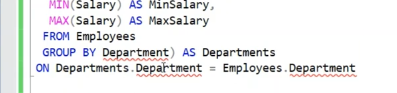 MIN(Salary) AS MinSalary,
MAX(Salary) AS MaxSalary
FROM Employees
GROUP BY Department) AS Departments
ON Departments.Department = Employees.Department